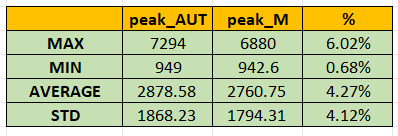 peak_AUT peak_M %
MAX 7294 6880 6.02%
MIN 949 942.6 0.68%
AVERAGE 2878.58 2760.75 4.27%
STD 1868.23 1794.31 4.12%